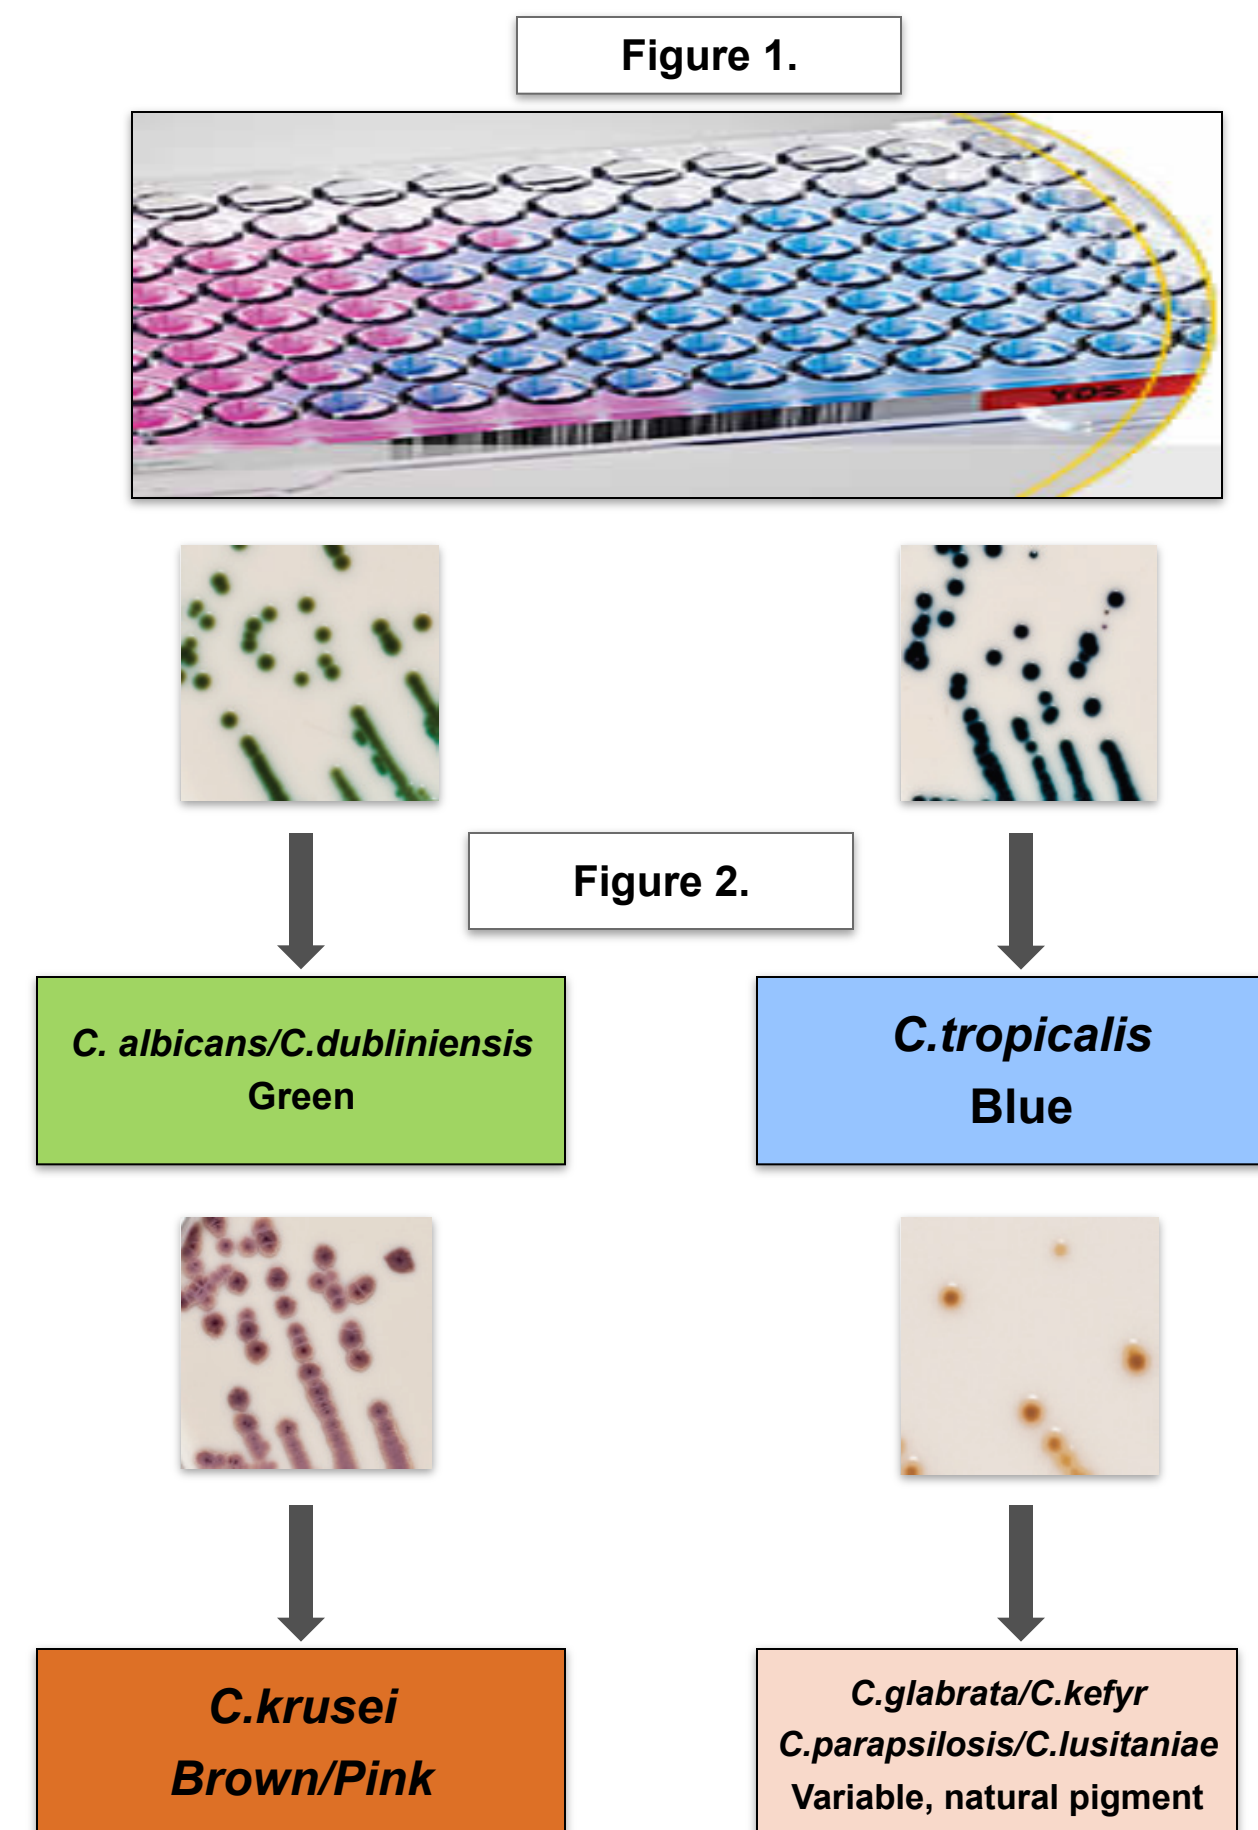 Figure 1.
YO5
Figure 2.
C. albicans/C.dubliniensis
Green
C.tropicalis
Blue
C.krusei
Brown/Pink
C.glabrata/C.kefyr
C.parapsilosis/C.lusitaniae
Variable, natural pigment